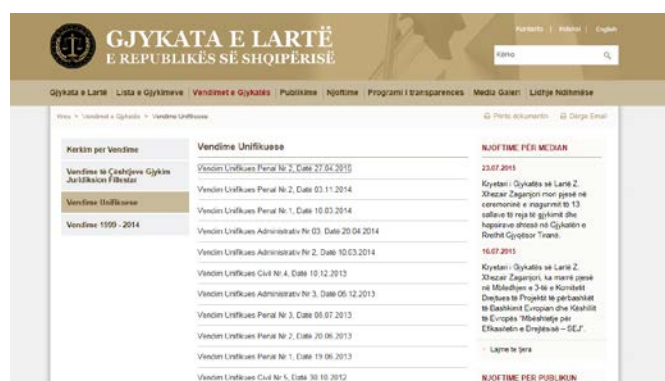 Kontakto | Intranet | English
GJYKATA E LARTË
E REPUBLIKËS SË SHQIPËRISË
Kërko
Gjykata e Lartë Lista e Gjykimeve Vendimet e Gjykatës Publikime Njoftime Programi i transparences Media Galeri Lidhje Ndihmëse
Kreu > Vendimet e Gjykatës > Vendime Unifikuese
Printo dokumentin Dërgo Email
Kerkim per Vendime
Vendime të Çështjeve Gjykim
Juridiksion Fillestar
Vendime Unifikuese
Vendime 1999 - 2014
Vendime Unifikuese
Vendim Unifikues Penal Nr 2, Datë 27.04.2015
Vendim Unifikues Penal Nr.2, Datë 03.11.2014
Vendim Unifikues Penal Nr.1, Datë 10.03.2014
Vendim Unifikues Administrativ Nr 03, Datë 20.04.2014
Vendim Unifikues Administrativ Nr 2, Datë 10.03.2014
Vendim Unifikues Civil Nr.4, Datë 10.12.2013
Vendim Unifikues Administrativ Nr 3, Datë 06.12.2013
Vendim Unifikues Penal Nr 3, Datë 08.07.2013
Vendim Unifikues Penal Nr 2, Datë 20.06.2013
Vendim Unifikues Penal Nr 1, Datë 19.06.2013
Vendim Unifikues Civil Nr 5, Datë 30.10.2012
NJOFTIME PËR MEDIAN
23.07.2015
Kryetari i Gjykatës së Lartë Z.
Xhezair Zaganjori mori pjesë në
ceremoninë e inagurimit të 13
sallave të reja të gjykimit dhe
hapsirave shtesë në Gjykatën e
Rrethit Gjyqësor Tiranë.
16.07.2015
Kryetari i Gjykatës së Lartë Z.
Xhezair Zaganjori, ka marrë pjesë
në Mbledhjen e 3-të e Komitetit
Drejtues të Projektit të përbashkët
të Bashkimit Evropian dhe Këshillit
të Evropës "Mbështetje për
Efikasitetin e Drejtësisë – SEJ".
Lajme te tjera
NJOFTIME PER PUBLIKUN